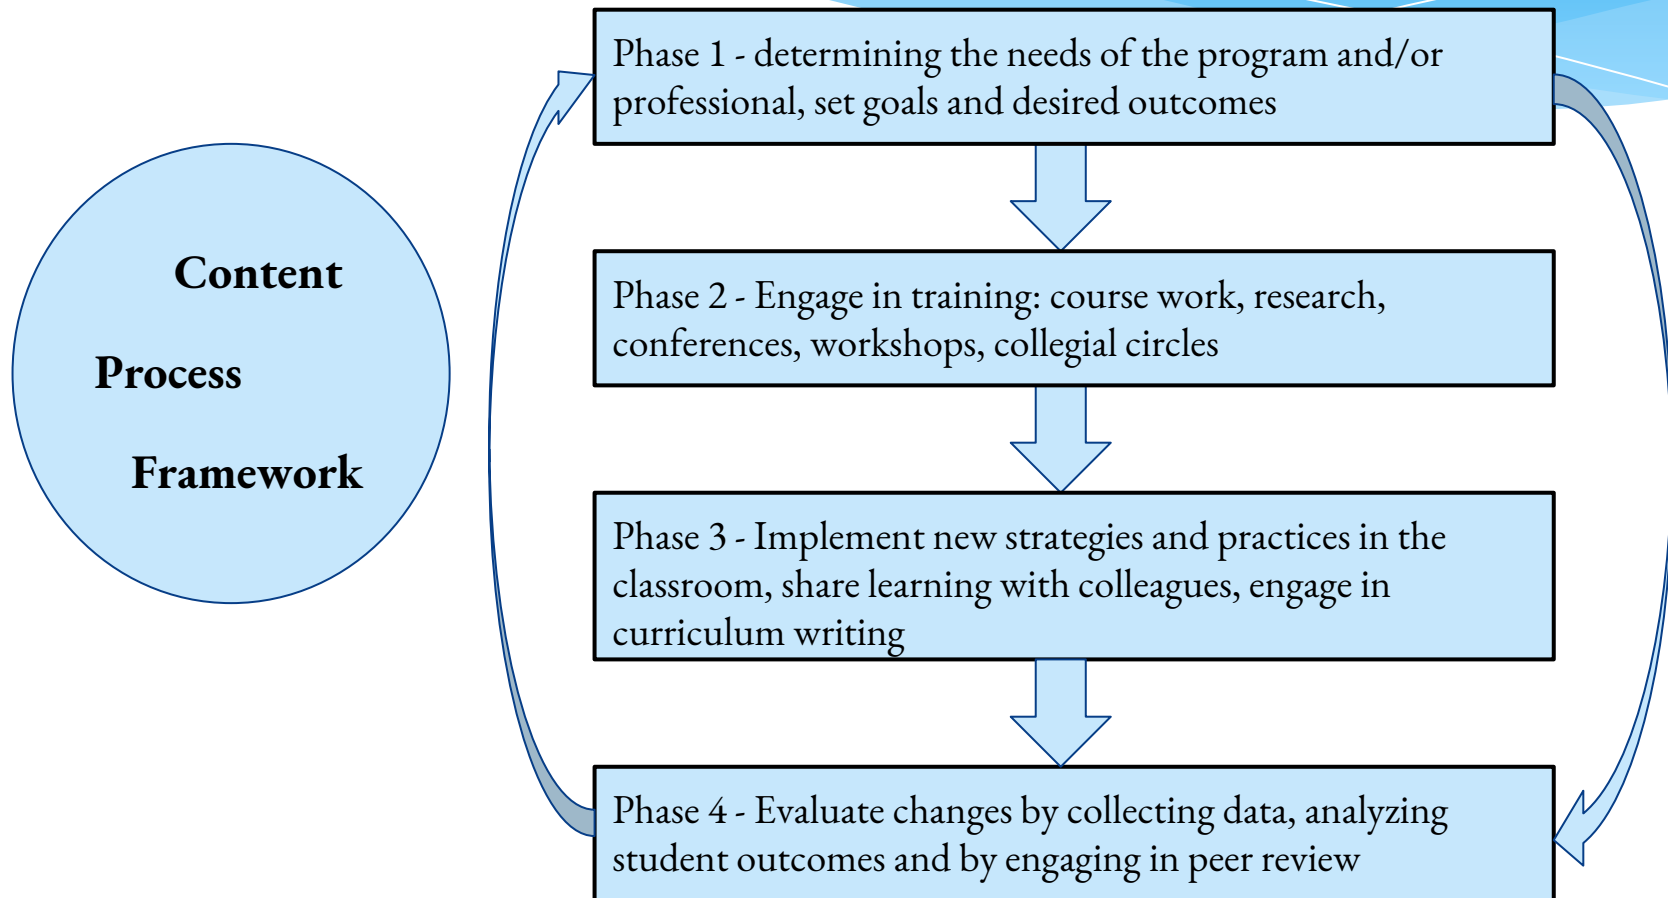 Content
Process
Framework
Phase 1 - determining the needs of the program and/or
professional, set goals and desired outcomes
Phase 2 - Engage in training: course work, research,
conferences, workshops, collegial circles
Phase 3 - Implement new strategies and practices in the
classroom, share learning with colleagues, engage in
curriculum writing
Phase 4 - Evaluate changes by collecting data, analyzing
student outcomes and by engaging in peer review